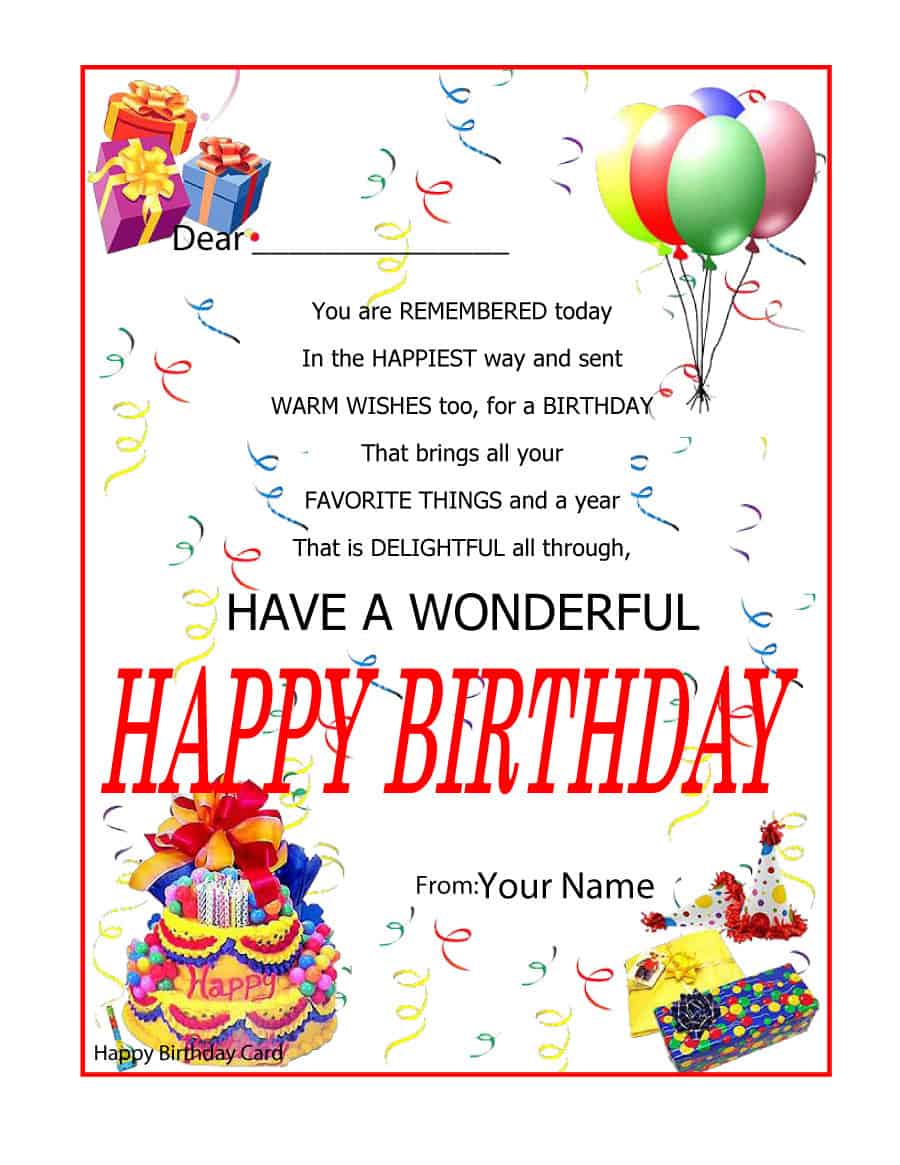 Dear __________________
You are REMEMBERED today
In the HAPPIEST way and sent
WARM WISHES too, for a BIRTHDAY
That brings all your
FAVORITE THINGS and a year
That is DELIGHTFUL all through,
HAVE A WONDERFUL
HAPPY BIRTHDAY
From: Your Name
Happy
Happy Birthday Card